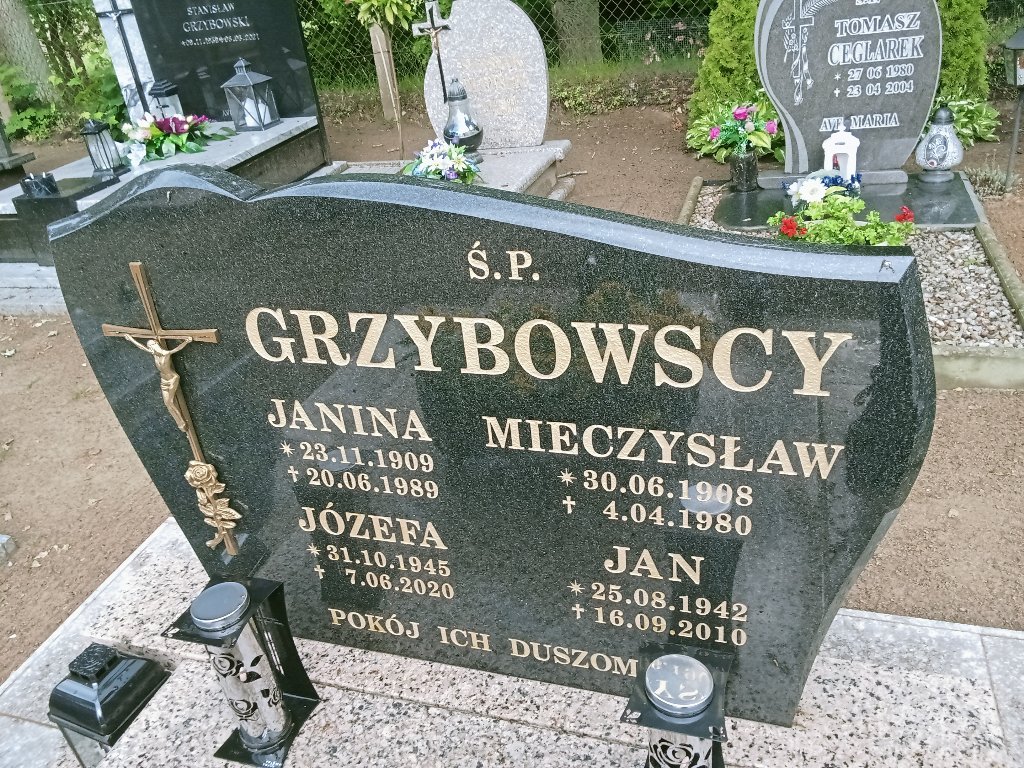 STANISŁAW
GRZYBOWSKI
TOMASZ
CEGLAREK
* 27 06 1980
✝ 23 04 2004
AVE MARIA
Ś.P.
GRZYBOWSCY
JANINA
* 23.11.1909
✝ 20.06.1989
MIECZYSŁAW
* 30.06.1908
✝ 4.04.1980
JÓZEFA
* 31.10.1945
✝ 7.06.2020
JAN
* 25.08.1942
✝ 16.09.2010
POKÓJ ICH DUSZOM